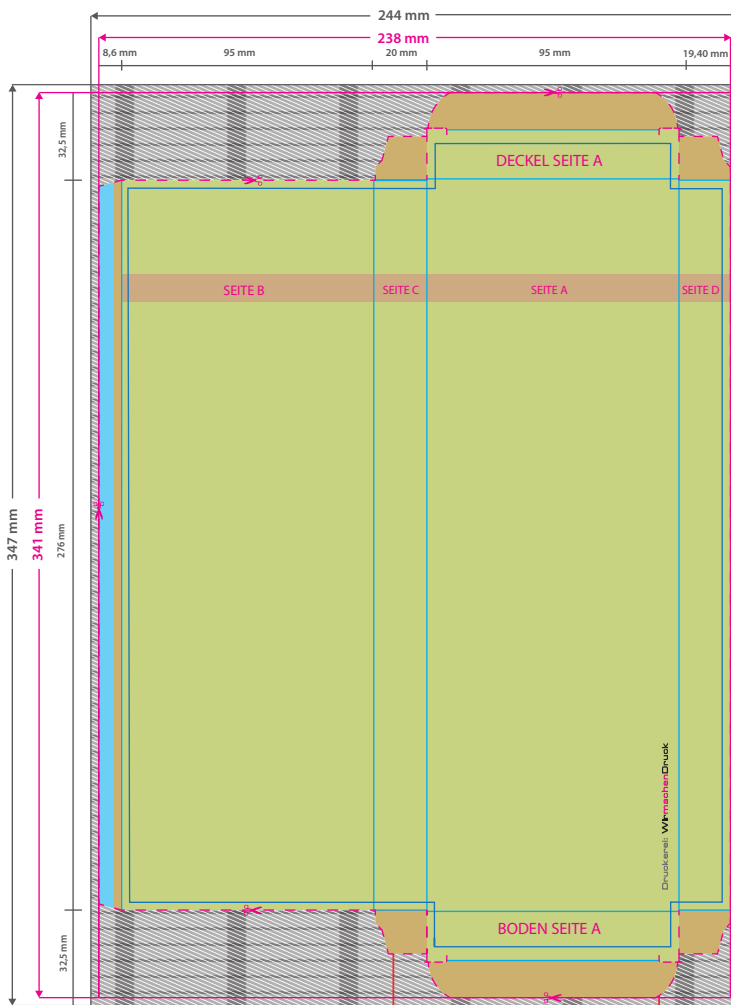 244 mm
238 mm
8,6 mm 95 mm 20 mm 95 mm 19,40 mm
32,5 mm
DECKEL SEITE A
SEITE B SEITE C SEITE A SEITE D
347 mm
341 mm
276 mm
Druckerei: WirmachenDruck
BODEN SEITE A
32,5 mm